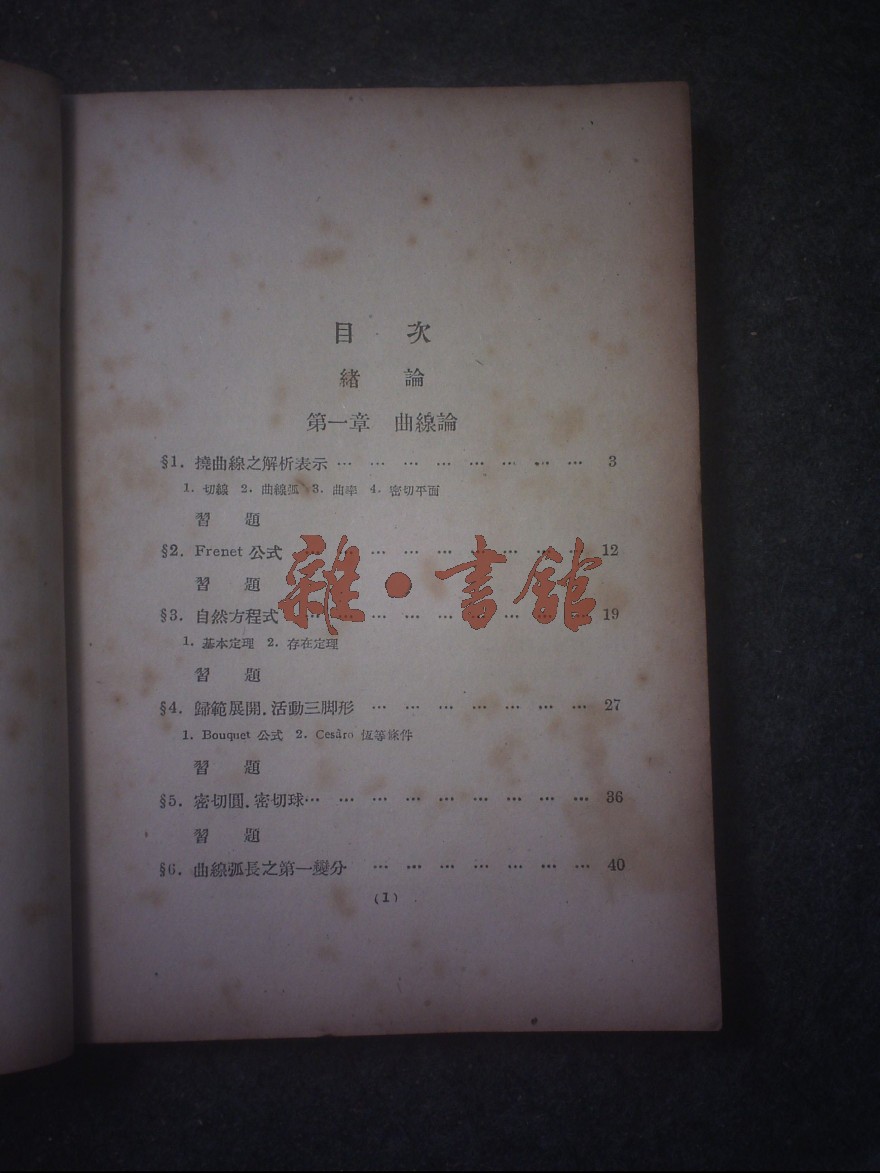 目 次
緒 論
第一章 曲線論
§1. 撓曲線之解析表示 … … … … … … … … 3
1. 切線 2. 曲線弧 3. 曲率 4. 密切平面
習 題
§2. Frenet 公式 … … … … … … … … … 12
習 題
雜·書舘
§3. 自然方程式 … … … … … … … … … 19
1. 基本定理 2. 存在定理
習 題
§4. 歸範展開.活動三脚形 … … … … … … … 27
1. Bouquet 公式 2. Cesàro 恆等條件
習 題
§5. 密切圓.密切球… … … … … … … … … 36
習 題
§6. 曲線弧長之第一變分 … … … … … … … 40
(1)